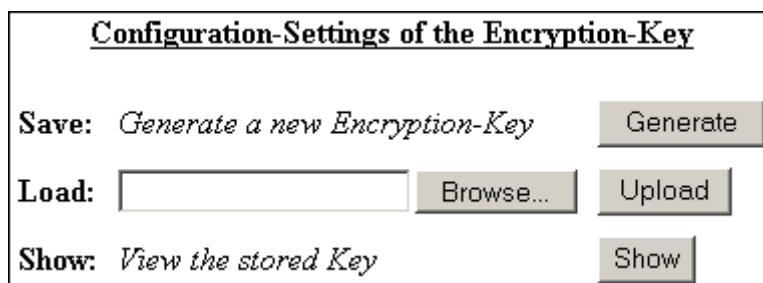 Configuration-Settings of the Encryption-Key
Save: Generate a new Encryption-Key Generate
Load: Browse... Upload
Show: View the stored Key Show